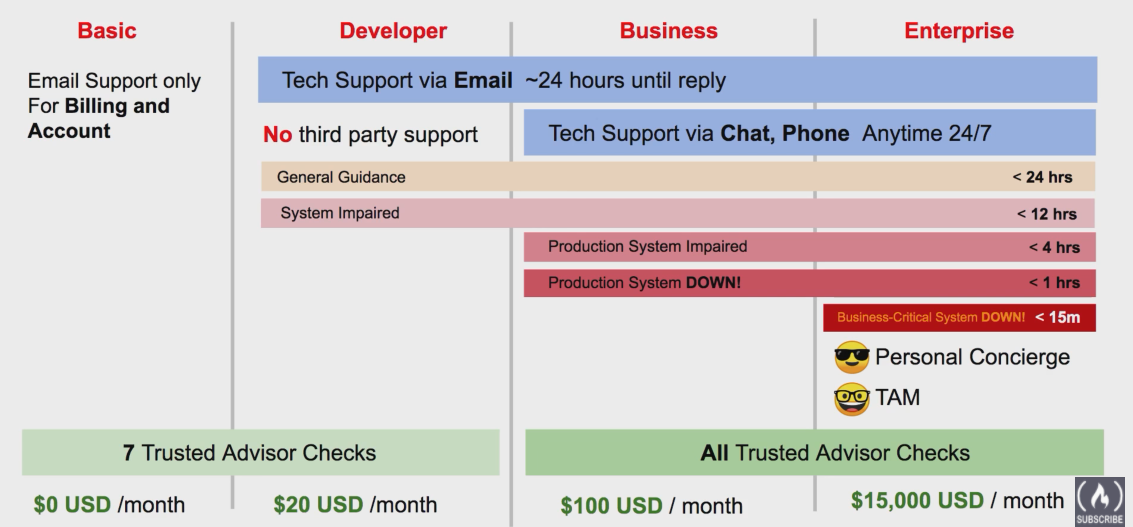 Basic
Developer
Business
Enterprise
Email Support only
For Billing and
Account
Tech Support via Email ~24 hours until reply
No third party support
Tech Support via Chat, Phone Anytime 24/7
General Guidance < 24 hrs
System Impaired < 12 hrs
Production System Impaired < 4 hrs
Production System DOWN! < 1 hrs
Business-Critical System DOWN! < 15m
Personal Concierge
TAM
7 Trusted Advisor Checks
All Trusted Advisor Checks
$0 USD /month
$20 USD /month
$100 USD / month
$15,000 USD / month
SUBSCRIBE